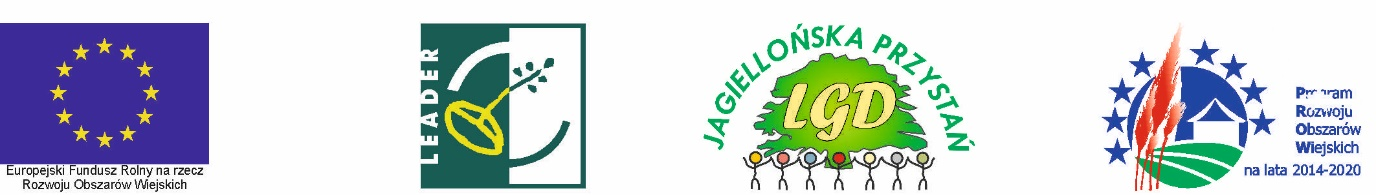 Europejski Fundusz Rolny na rzecz
Rozwoju Obszarów Wiejskich
LEADER
JAGIELLOŃSKA PRZYSTAŃ
LGD
Program
Rozwoju
Obszarów
Wiejskich
na lata 2014-2020